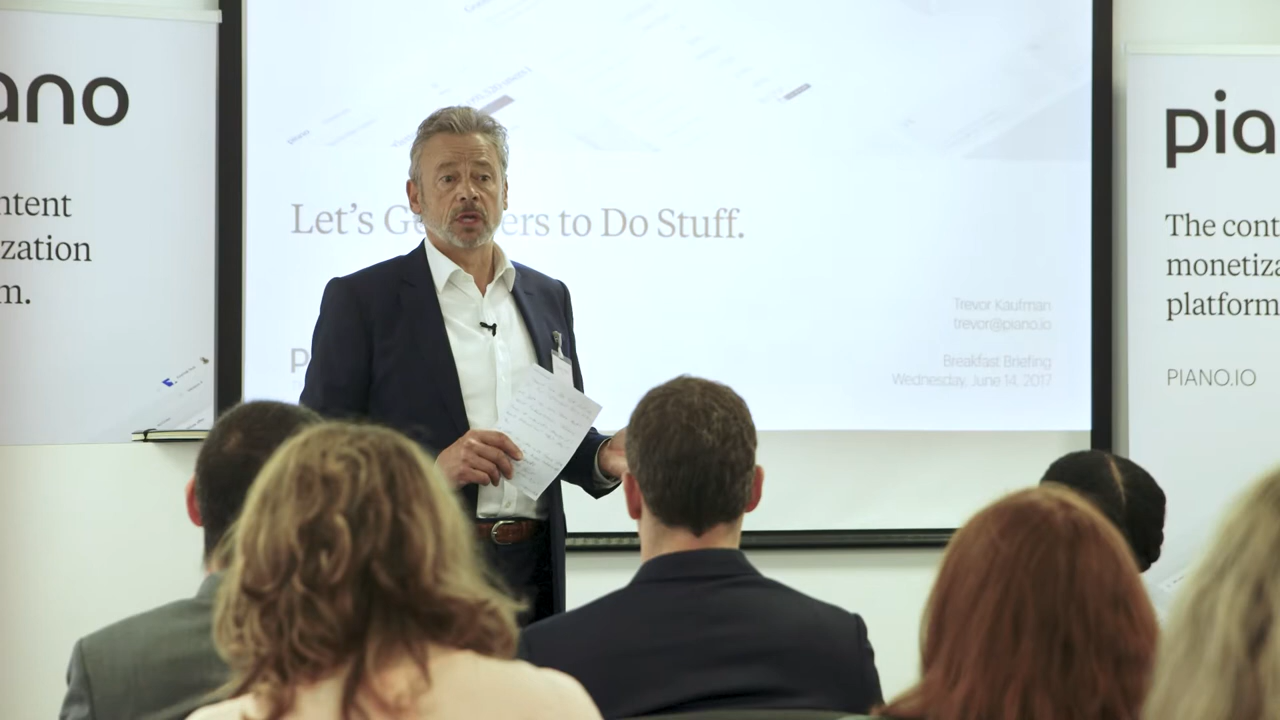 ano
ntent
zation
m.
Let's Ge ers to Do Stuff.
Trevor Kaufman
trevor@piano.io
Breakfast Briefing
Wednesday, June 14, 2017
p
pia
The cont
monetiza
platform
PIANO.IO